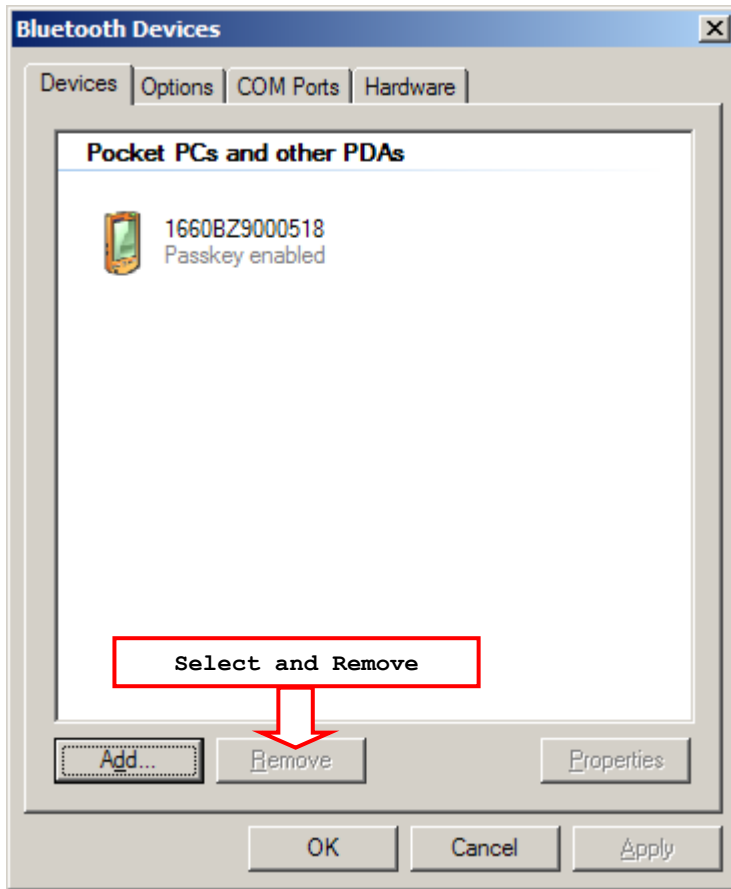 Bluetooth Devices
Devices Options COM Ports Hardware
Pocket PCs and other PDAs
1660BZ9000518
Passkey enabled
Select and Remove
Add... Remove Properties
OK Cancel Apply